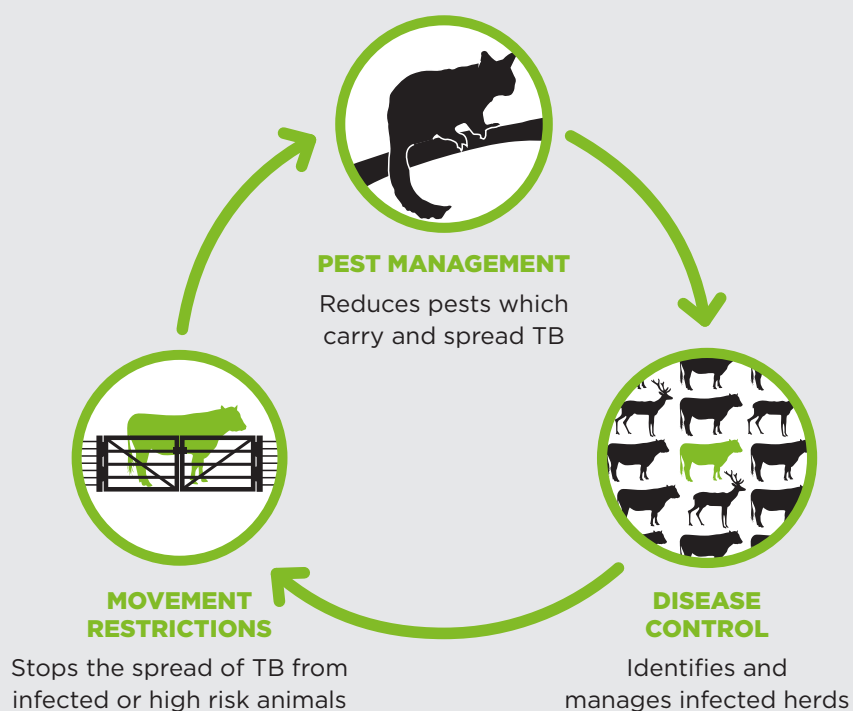 PEST MANAGEMENT
Reduces pests which
carry and spread TB
MOVEMENT
RESTRICTIONS
Stops the spread of TB from
infected or high risk animals
DISEASE
CONTROL
Identifies and
manages infected herds